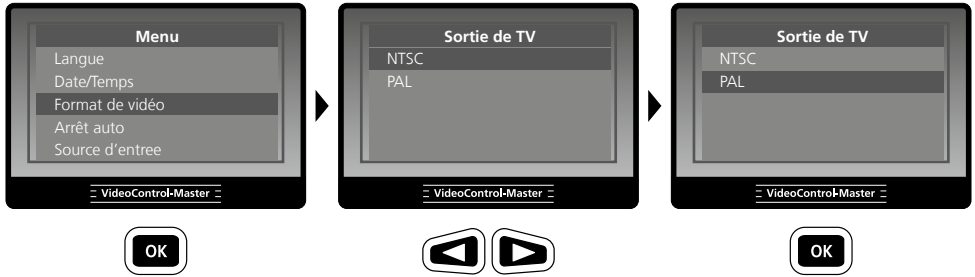 Menu
Langue
Date/Temps
Format de vidéo
Arrêt auto
Source d'entree
VideoControl-Master
OK
Sortie de TV
NTSC
PAL
VideoControl-Master
Sortie de TV
NTSC
PAL
VideoControl-Master
OK